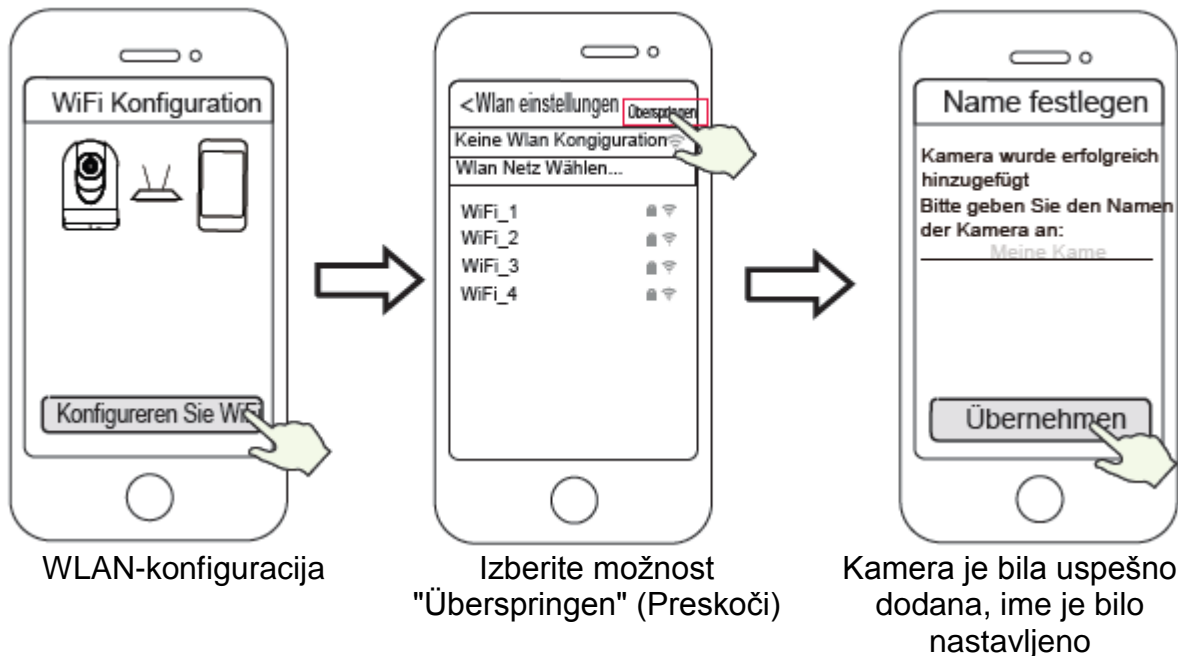 WiFi Konfiguration
Konfigureren Sie WiFi
WLAN-konfiguracija
<Wlan einstellungen Überspringen
Keine Wlan Kongiguration
Wlan Netz Wählen...
WiFi_1
WiFi_2
WiFi_3
WiFi_4
Izberite možnost
"Überspringen" (Preskoči)
Name festlegen
Kamera wurde erfolgreich
hinzugefügt
Bitte geben Sie den Namen
der Kamera an:
Meine Kame
Übernehmen
Kamera je bila uspešno
dodana, ime je bilo
nastavljeno